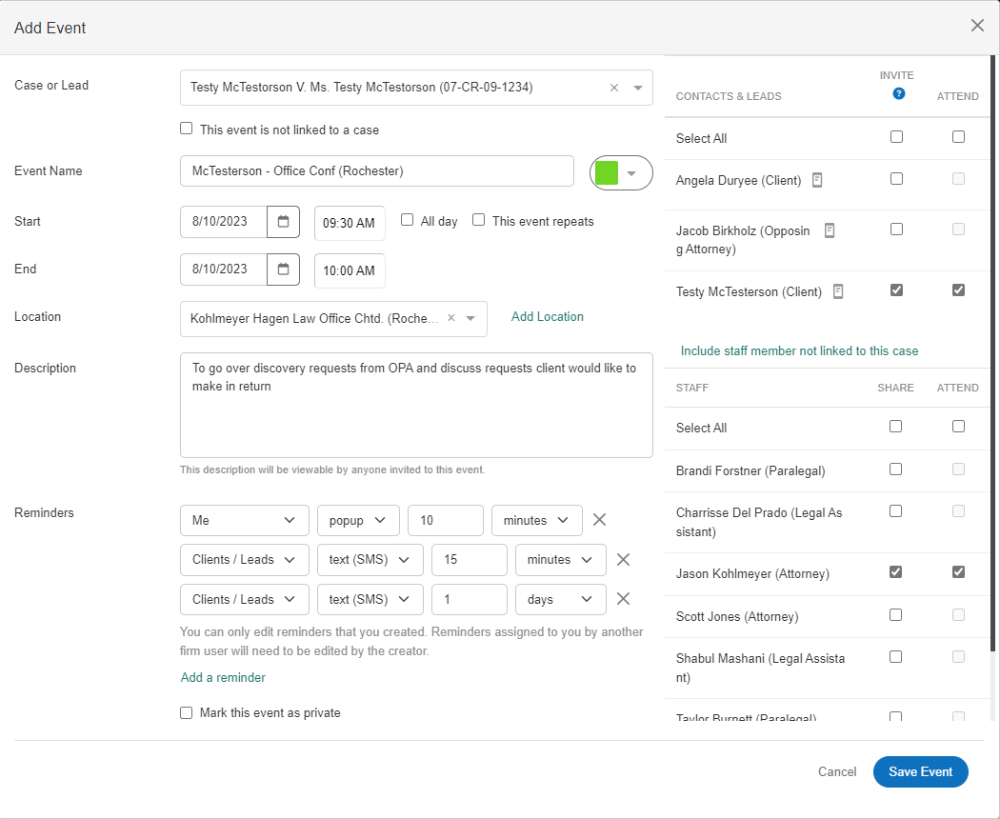 Add Event
Case or Lead
Testy McTestorson V. Ms. Testy McTestorson (07-CR-09-1234)
This event is not linked to a case
Event Name
McTesterson - Office Conf (Rochester)
Start
8/10/2023
09:30 AM
All day
This event repeats
End
8/10/2023
10:00 AM
Location
Kohlmeyer Hagen Law Office Chtd. (Roche...
Add Location
Description
To go over discovery requests from OPA and discuss requests client would like to
make in return
This description will be viewable by anyone invited to this event.
Reminders
Me popup 10 minutes
Clients / Leads text (SMS) 15 minutes
Clients / Leads text (SMS) 1 days
You can only edit reminders that you created. Reminders assigned to you by another
firm user will need to be edited by the creator.
Add a reminder
Mark this event as private
INVITE
?
CONTACTS & LEADS ATTEND
Select All
Angela Duryee (Client)
Jacob Birkholz (Opposin
g Attorney)
Testy McTesterson (Client)
Include staff member not linked to this case
STAFF SHARE ATTEND
Select All
Brandi Forstner (Paralegal)
Charrisse Del Prado (Legal As
sistant)
Jason Kohlmeyer (Attorney)
Scott Jones (Attorney)
Shabul Mashani (Legal Assista
nt)
Taylor Burnett (Paralegal)
Cancel
Save Event